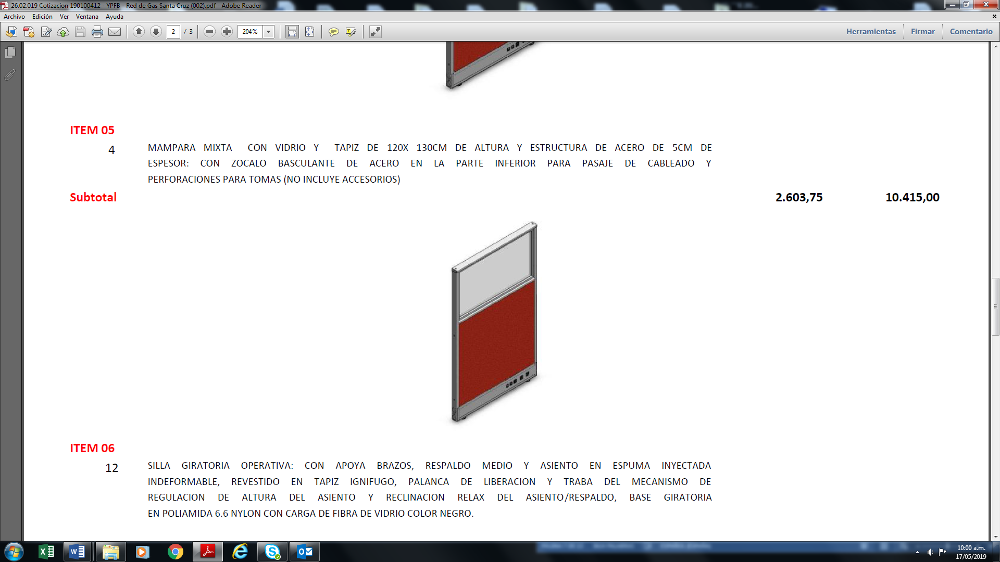 26.02.019 Cotizacion 190100412 - YPFB - Red de Gas Santa Cruz (002).pdf - Adobe Reader
Archivo Edición Ver Ventana Ayuda
2 / 3 204% Herramientas Firmar Comentario
ITEM 05
4 MAMPARA MIXTA CON VIDRIO Y TAPIZ DE 120X 130CM DE ALTURA Y ESTRUCTURA DE ACERO DE 5CM DE
ESPESOR: CON ZOCALO BASCULANTE DE ACERO EN LA PARTE INFERIOR PARA PASAJE DE CABLEADO Y
PERFORACIONES PARA TOMAS (NO INCLUYE ACCESORIOS)
Subtotal 2.603,75 10.415,00
ITEM 06
12 SILLA GIRATORIA OPERATIVA: CON APOYA BRAZOS, RESPALDO MEDIO Y ASIENTO EN ESPUMA INYECTADA
INDEFORMABLE, REVESTIDO EN TAPIZ IGNIFUGO, PALANCA DE LIBERACION Y TRABA DEL MECANISMO DE
REGULACION DE ALTURA DEL ASIENTO Y RECLINACION RELAX DEL ASIENTO/RESPALDO, BASE GIRATORIA
EN POLIAMIDA 6.6 NYLON CON CARGA DE FIBRA DE VIDRIO COLOR NEGRO.
10:00 a.m.
17/05/2019